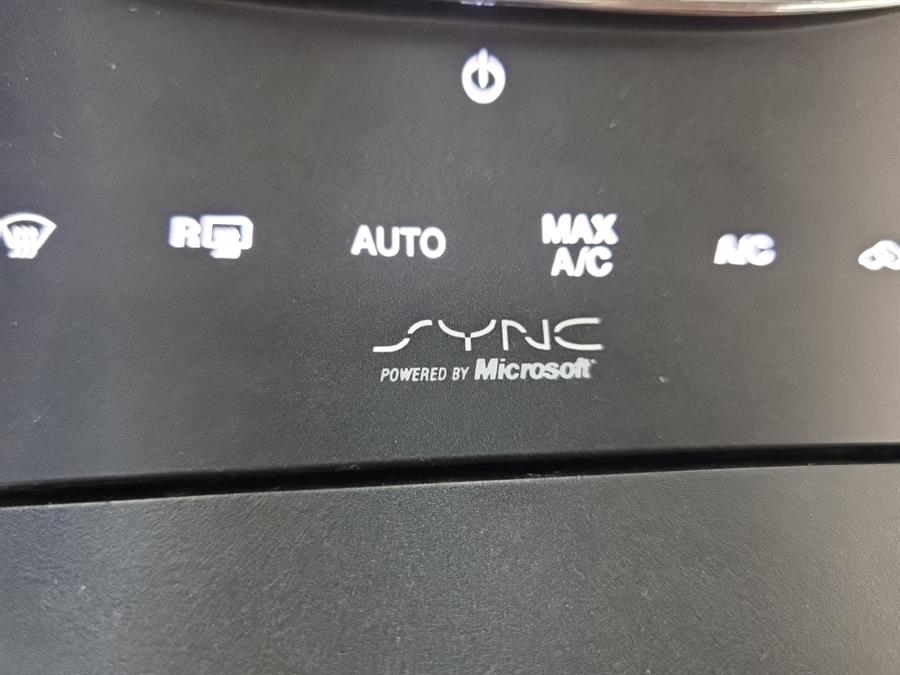 R
AUTO
MAX
A/C
A/C
SYNC
POWERED BY Microsoft